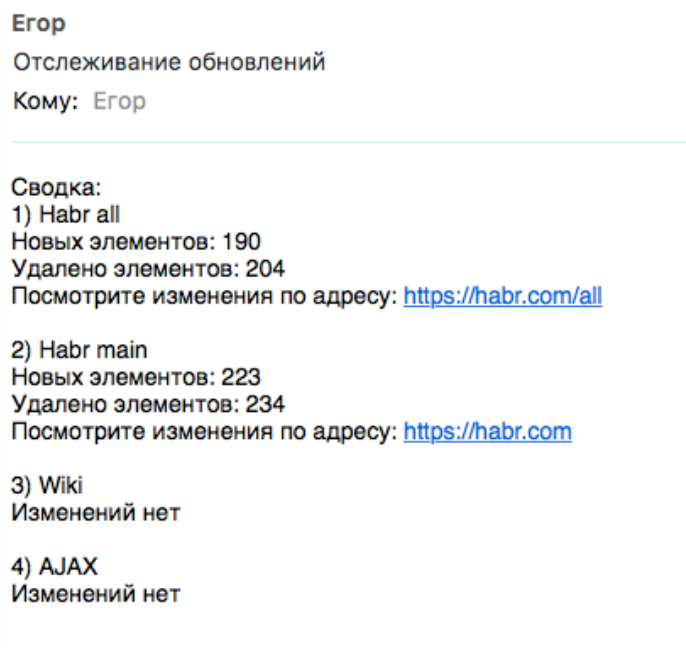 Егор
Отслеживание обновлений
Кому: Егор
Сводка:
1) Habr all
Новых элементов: 190
Удалено элементов: 204
Посмотрите изменения по адресу: https://habr.com/all
2) Habr main
Новых элементов: 223
Удалено элементов: 234
Посмотрите изменения по адресу: https://habr.com
3) Wiki
Изменений нет
4) AJAX
Изменений нет